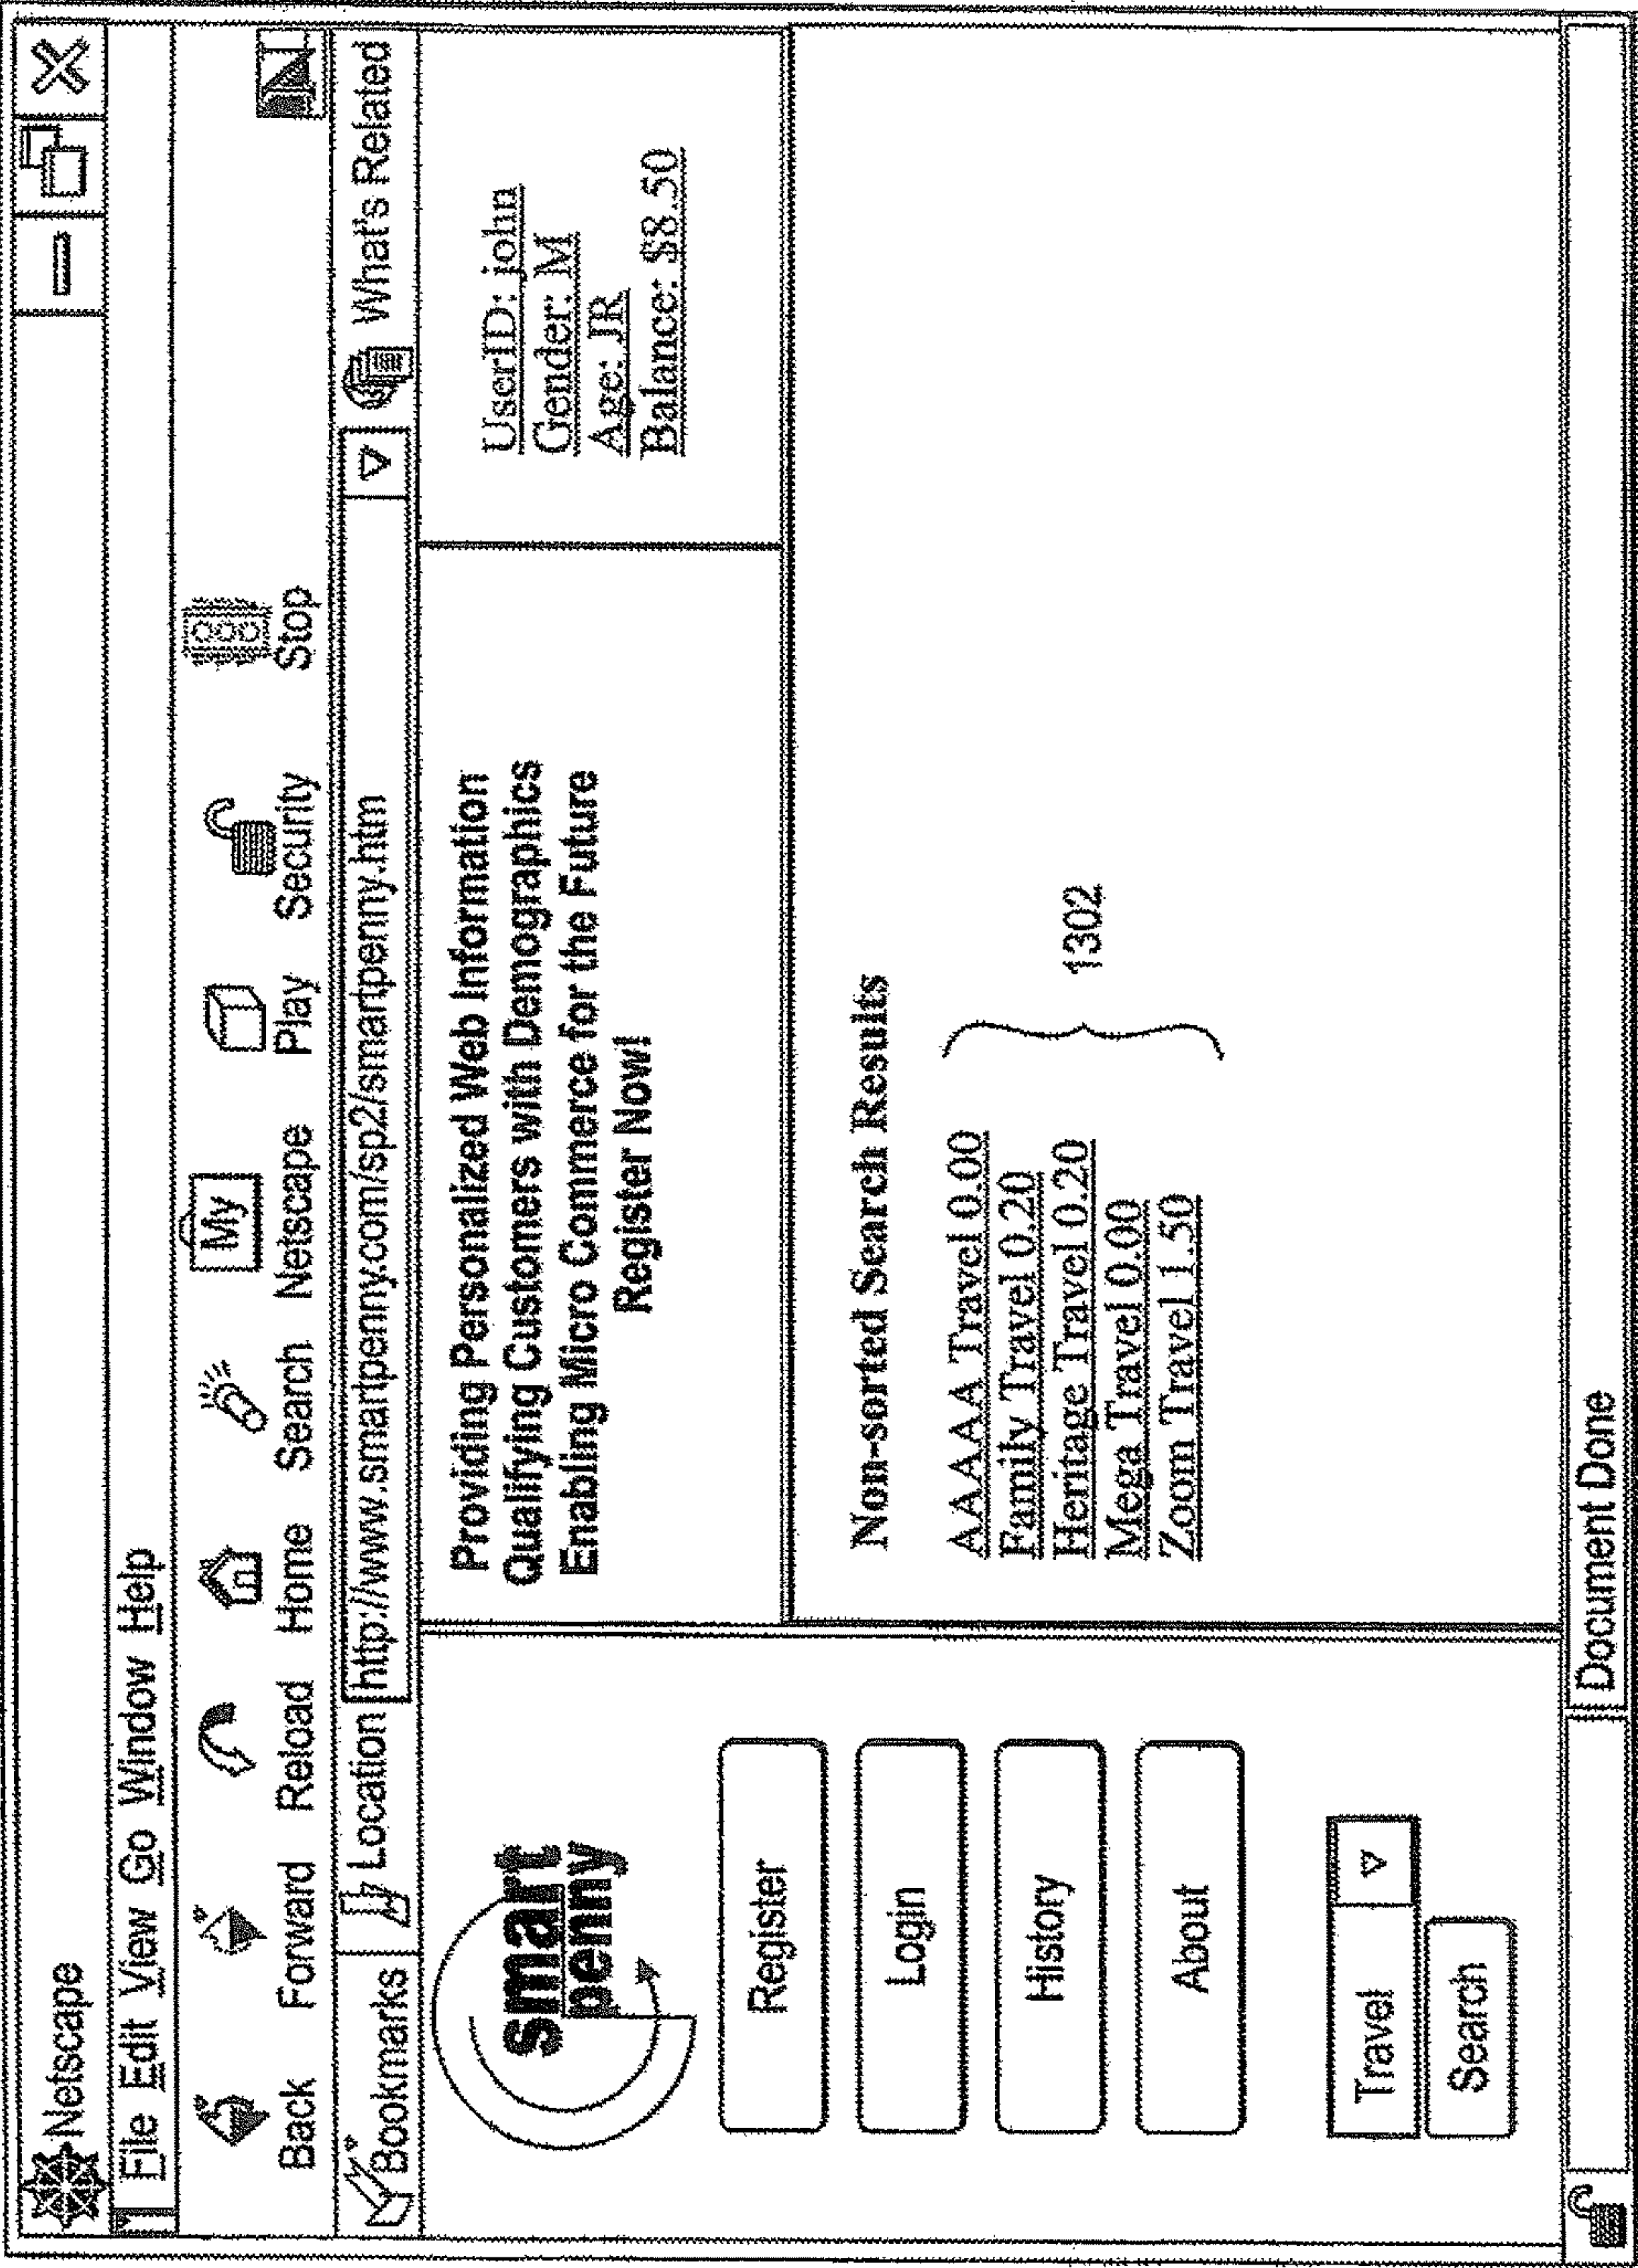 Netscape
File Edit View Go Window Help
My
Back Forward Reload Home Search Netscape Play Security Stop
N
Bookmarks Location http://www.smartpenny.com/sp2/smartpenny.htm What's Related
smart
penny
Register
Login
History
About
Travel
Search
Providing Personalized Web Information
Qualifying Customers with Demographics
Enabling Micro Commerce for the Future
Register Now!
UserID: john
Gender: M
Age: JR
Balance: $8.50
Non-sorted Search Results
AAAAA Travel 0.00
Family Travel 0.20
Heritage Travel 0.20
Mega Travel 0.00
Zoom Travel 1.50
1302
Document Done